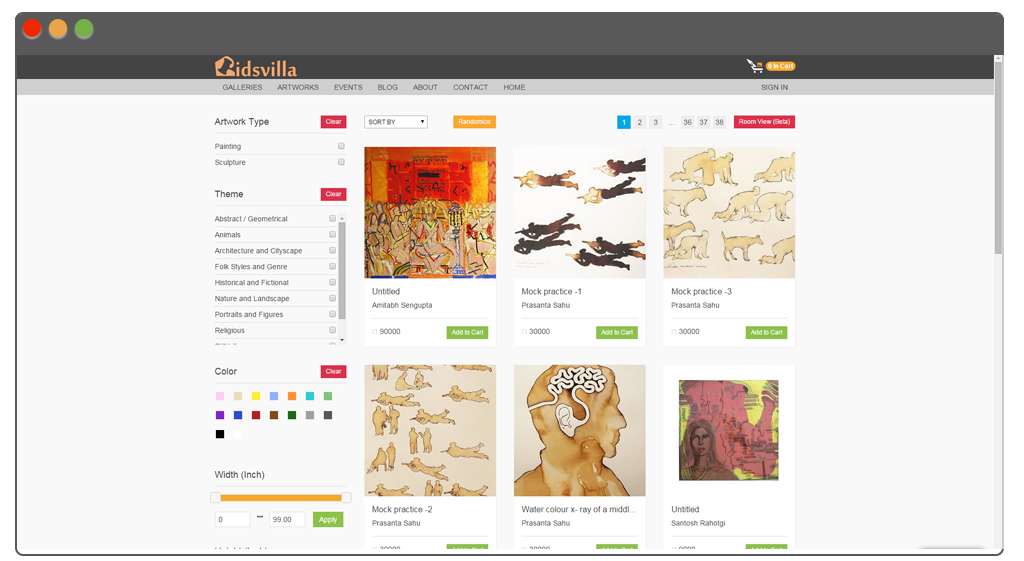 Bidsvilla
0 In Cart
GALLERIES ARTWORKS EVENTS BLOG ABOUT CONTACT HOME SIGN IN
Artwork Type Clear
Painting
Sculpture
Theme Clear
Abstract / Geometrical
Animals
Architecture and Cityscape
Folk Styles and Genre
Historical and Fictional
Nature and Landscape
Portraits and Figures
Religious
Color Clear
Width (Inch)
0 99.00 Apply
SORT BY Randomize 1 2 3 ... 36 37 38 Room View (Beta)
Untitled
Amitabh Sengupta
90000 Add to Cart
Mock practice -1
Prasanta Sahu
30000 Add to Cart
Mock practice -3
Prasanta Sahu
30000 Add to Cart
Mock practice -2
Prasanta Sahu
Water colour x- ray of a middl...
Prasanta Sahu
Untitled
Santosh Rahotgi